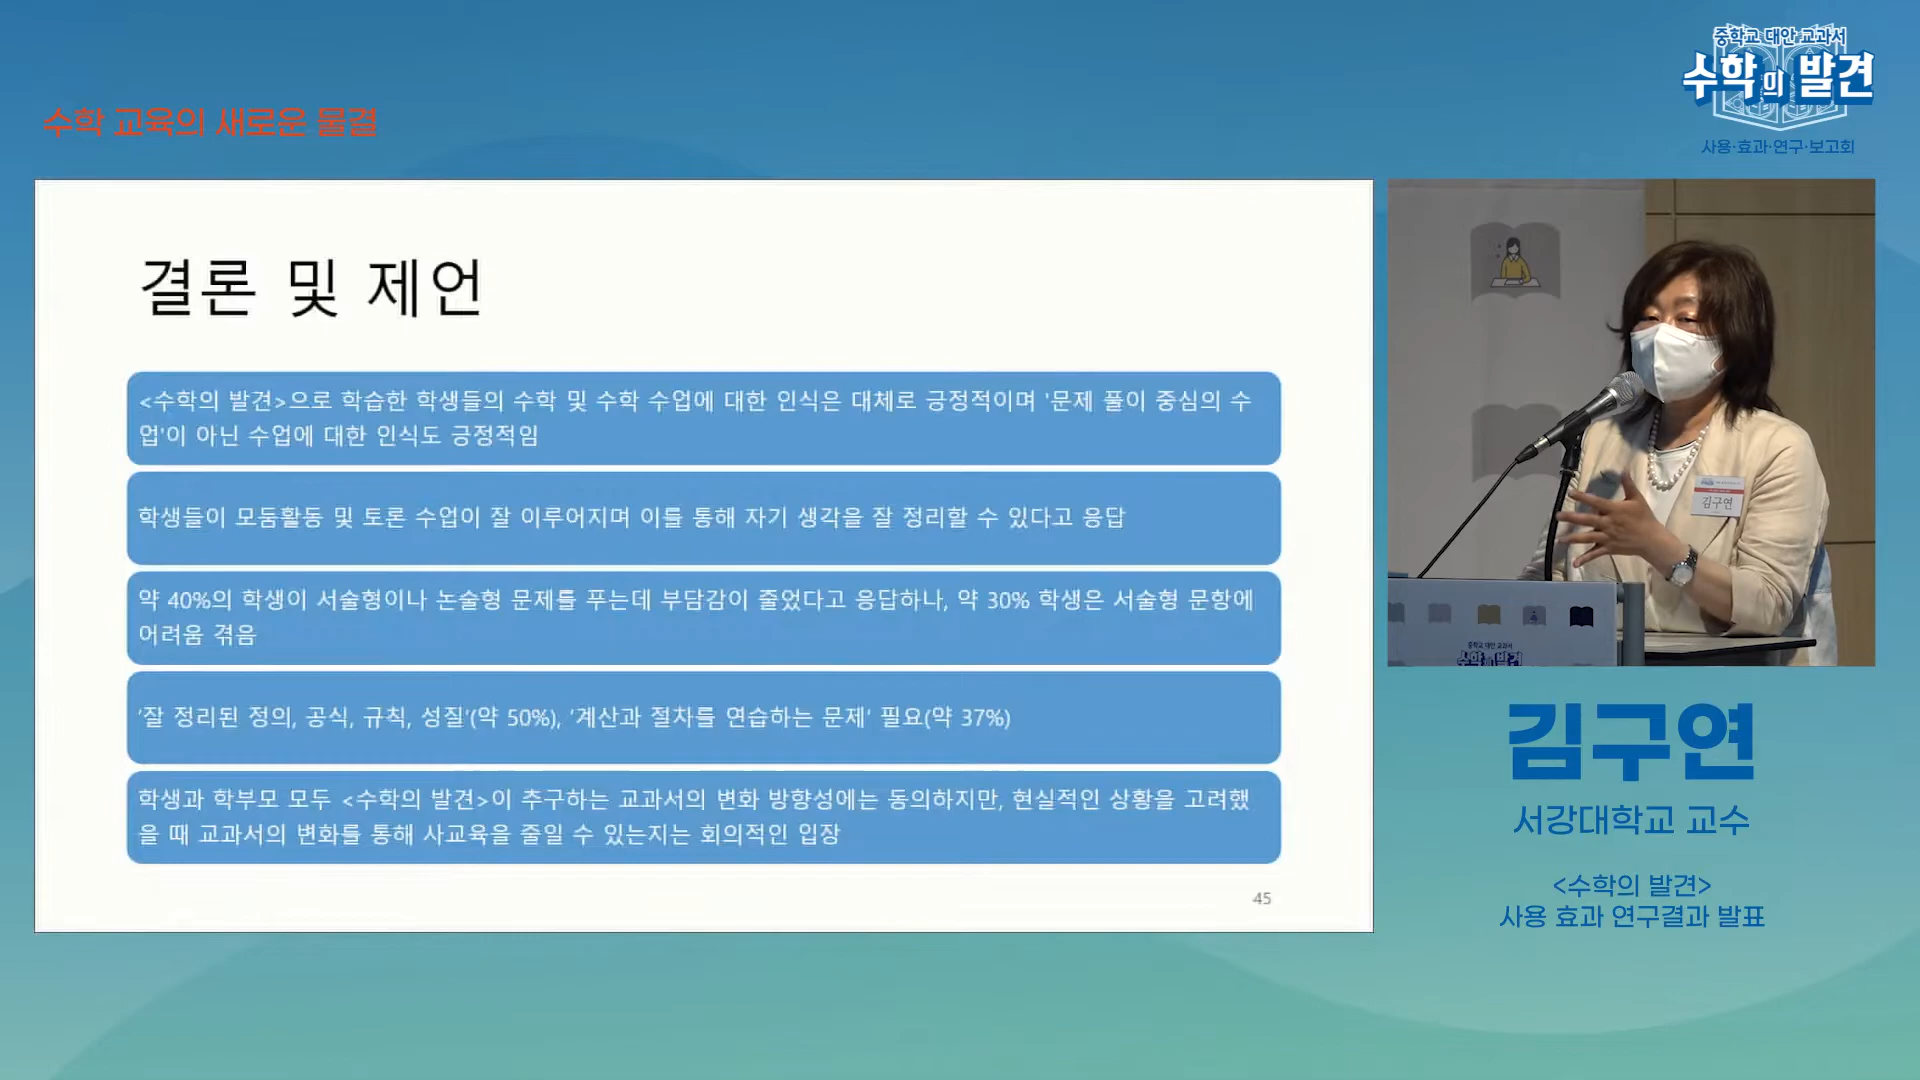 중학교 대안 교과서
수학의 발견
사용·효과·연구·보고회
수학 교육의 새로운 물결
결론 및 제언
<수학의 발견>으로 학습한 학생들의 수학 및 수학 수업에 대한 인식은 대체로 긍정적이며 '문제 풀이 중심의 수
업'이 아닌 수업에 대한 인식도 긍정적임
학생들이 모둠활동 및 토론 수업이 잘 이루어지며 이를 통해 자기 생각을 잘 정리할 수 있다고 응답
약 40%의 학생이 서술형이나 논술형 문제를 푸는데 부담감이 줄었다고 응답하나, 약 30% 학생은 서술형 문항에
어려움 겪음
'잘 정리된 정의, 공식, 규칙, 성질'(약 50%), '계산과 절차를 연습하는 문제' 필요(약 37%)
학생과 학부모 모두 <수학의 발견>이 추구하는 교과서의 변화 방향성에는 동의하지만, 현실적인 상황을 고려했
을 때 교과서의 변화를 통해 사교육을 줄일 수 있는지는 회의적인 입장
45
김구연
중학교 대안 교과서
수학의 발견
김구연
서강대학교 교수
<수학의 발견>
사용 효과 연구결과 발표